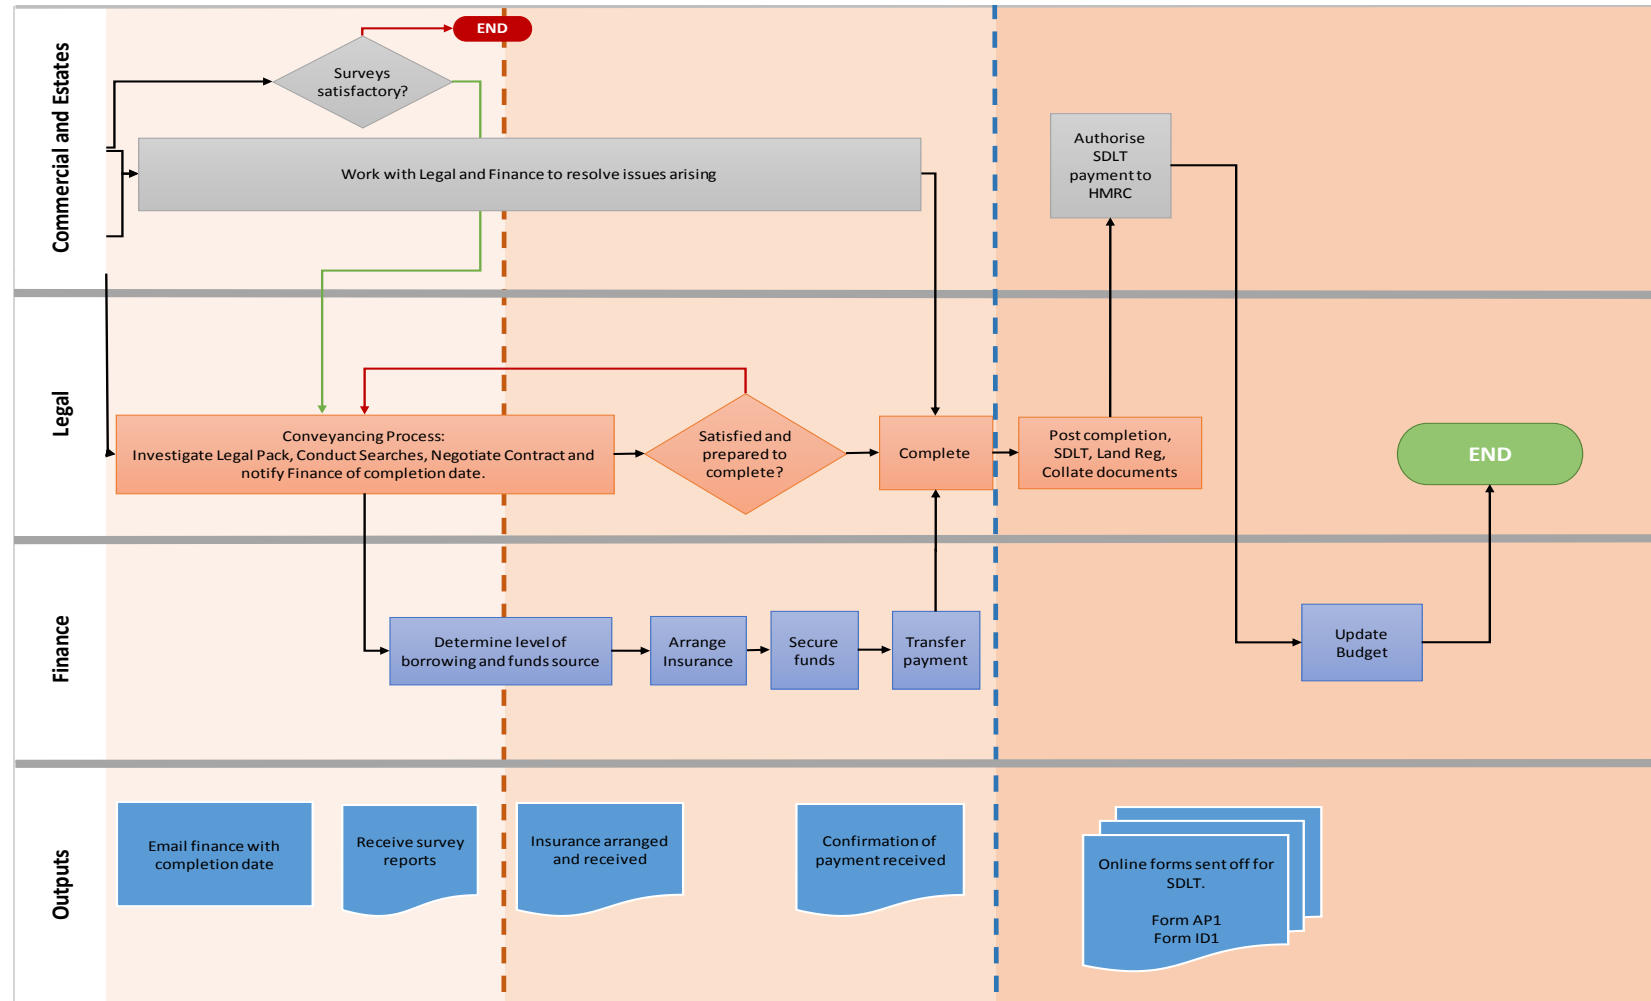 Commercial and Estates
END
Surveys
satisfactory?
Work with Legal and Finance to resolve issues arising
Authorise
SDLT
payment to
HMRC
Legal
Conveyancing Process:
Investigate Legal Pack, Conduct Searches, Negotiate Contract and
notify Finance of completion date.
Satisfied and
prepared to
complete?
Complete
Post completion,
SDLT, Land Reg,
Collate documents
END
Finance
Determine level of
borrowing and funds source
Arrange
Insurance
Secure
funds
Transfer
payment
Update
Budget
Outputs
Email finance with
completion date
Receive survey
reports
Insurance arranged
and received
Confirmation of
payment received
Online forms sent off for
SDLT.
Form AP1
Form ID1